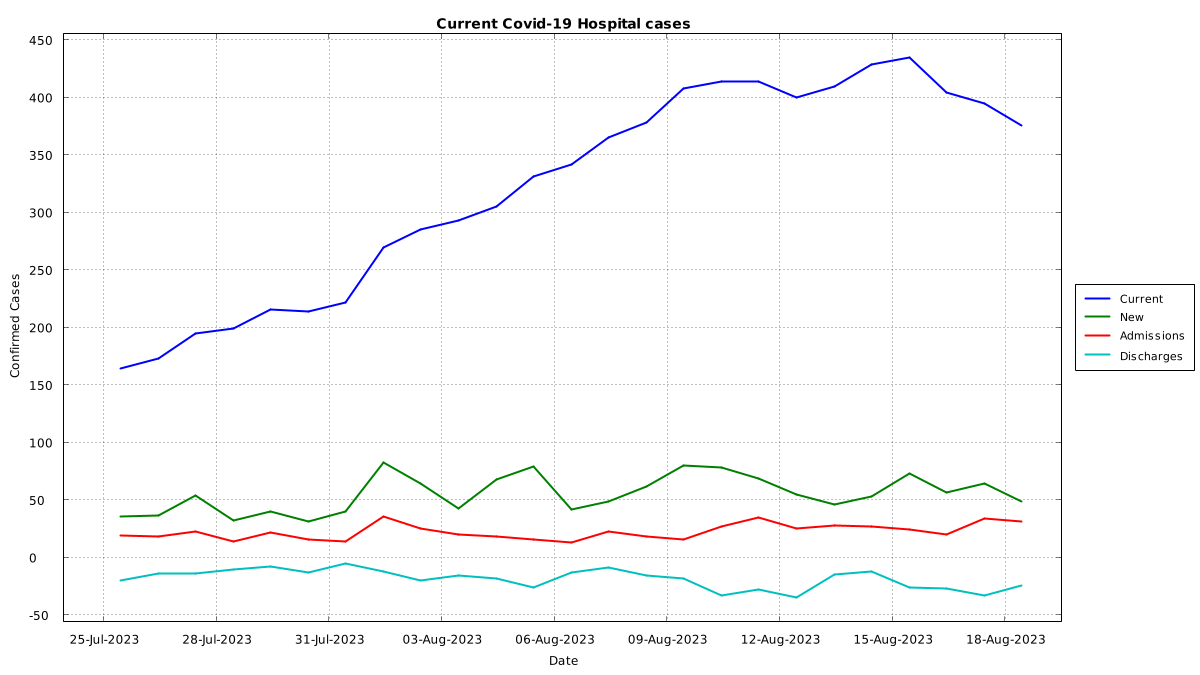 Current Covid-19 Hospital cases
450
400
350
300
250
200
150
100
50
0
-50
Confirmed Cases
25-Jul-2023 28-Jul-2023 31-Jul-2023 03-Aug-2023 06-Aug-2023 09-Aug-2023 12-Aug-2023 15-Aug-2023 18-Aug-2023
Date
Current
New
Admissions
Discharges